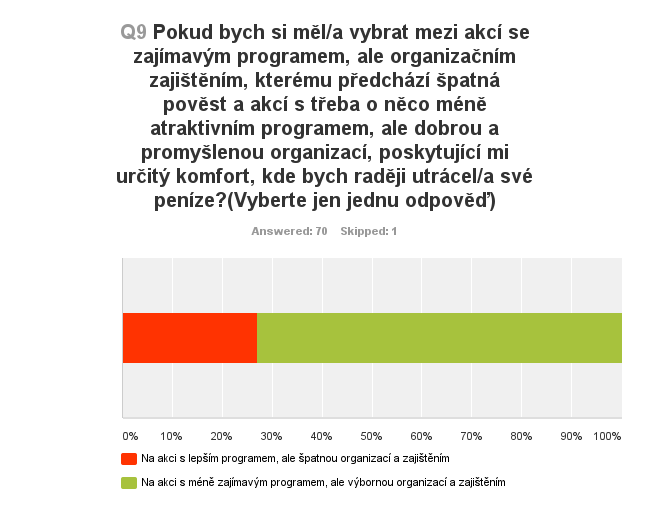 Q9 Pokud bych si měl/a vybrat mezi akcí se
zajímavým programem, ale organizačním
zajištěním, kterému předchází špatná
pověst a akcí s třeba o něco méně
atraktivním programem, ale dobrou a
promyšlenou organizací, poskytující mi
určitý komfort, kde bych raději utrácel/a své
peníze?(Vyberte jen jednu odpověď)
Answered: 70 Skipped: 1
0% 10% 20% 30% 40% 50% 60% 70% 80% 90% 100%
Na akci s lepším programem, ale špatnou organizací a zajištěním
Na akci s méně zajímavým programem, ale výbornou organizací a zajištěním